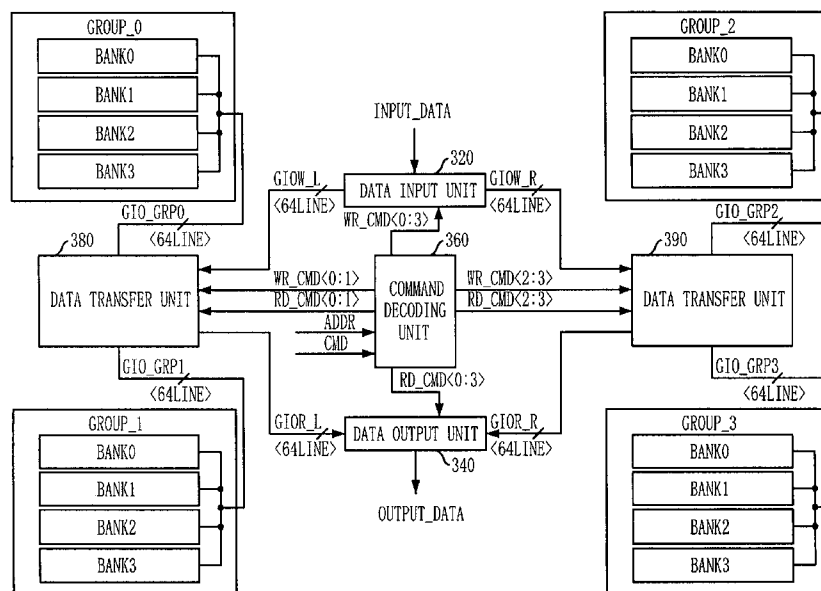 GROUP_0
BANK0
BANK1
BANK2
BANK3
GROUP_2
BANK0
BANK1
BANK2
BANK3
INPUT_DATA
320
DATA INPUT UNIT
GIOW_L
<64LINE>
GIOW_R
<64LINE>
WR_CMD<0:3>
GIO_GRP0
<64LINE>
380
DATA TRANSFER UNIT
360
COMMAND
DECODING
UNIT
WR_CMD<0:1>
RD_CMD<0:1>
WR_CMD<2:3>
RD_CMD<2:3>
ADDR
CMD
GIO_GRP2
<64LINE>
390
DATA TRANSFER UNIT
GIO_GRP1
<64LINE>
RD_CMD<0:3>
GIO_GRP3
<64LINE>
GIOR_L
<64LINE>
DATA OUTPUT UNIT
340
GIOR_R
<64LINE>
OUTPUT_DATA
GROUP_1
BANK0
BANK1
BANK2
BANK3
GROUP_3
BANK0
BANK1
BANK2
BANK3